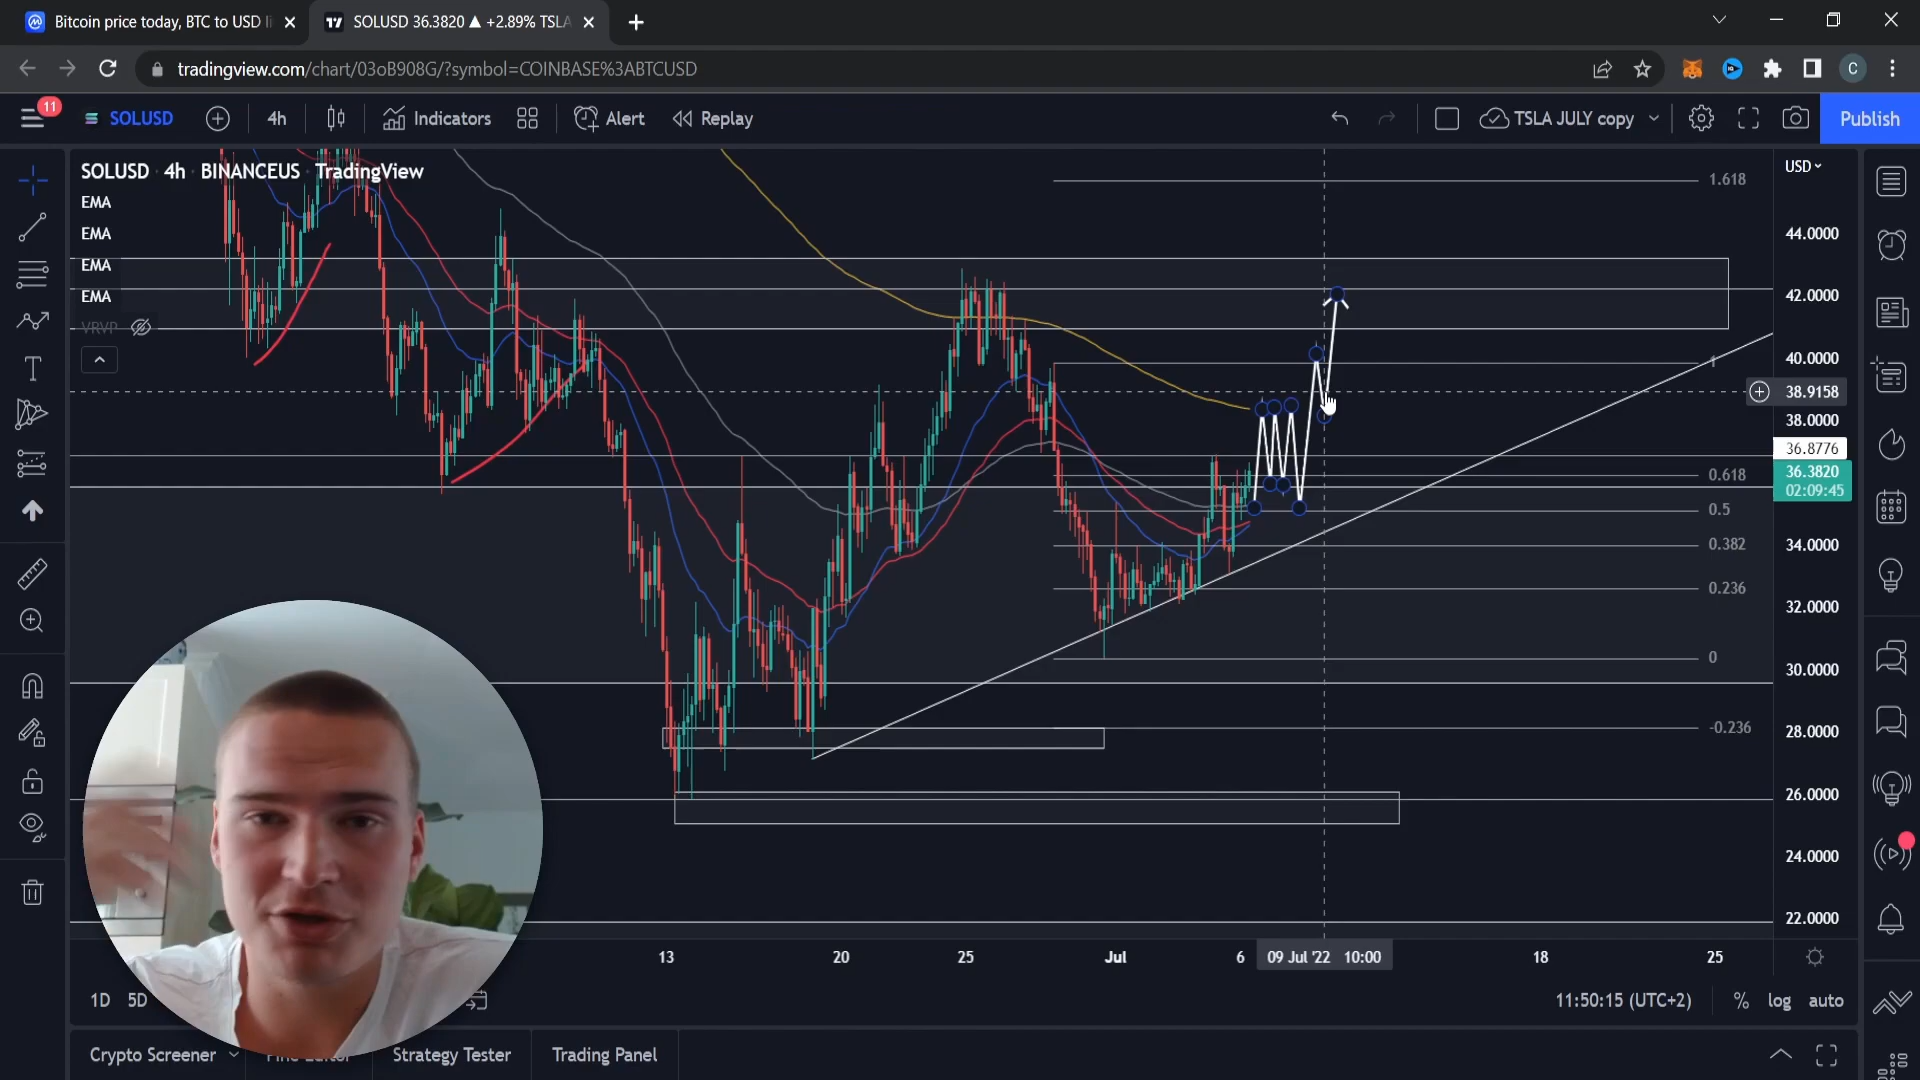 Bitcoin price today, BTC to USD li
SOLUSD 36.3820 ▲ +2.89% TSLA
tradingview.com/chart/03oB908G/?symbol=COINBASE%3ABTCUSD
C
11
SOLUSD
4h
Indicators
Alert
Replay
TSLA JULY copy
Publish
SOLUSD 4h BINANCEUS TradingView
USD
EMA
EMA
EMA
EMA
VRVP
1.618
1
0.618
0.5
0.382
0.236
0
-0.236
44.0000
42.0000
40.0000
38.9158
38.0000
36.8776
36.3820
02:09:45
34.0000
32.0000
30.0000
28.0000
26.0000
24.0000
22.0000
13
20
25
Jul
6
09 Jul '22 10:00
18
25
1D 5D
11:50:15 (UTC+2)
% log auto
Crypto Screener
Strategy Tester
Trading Panel